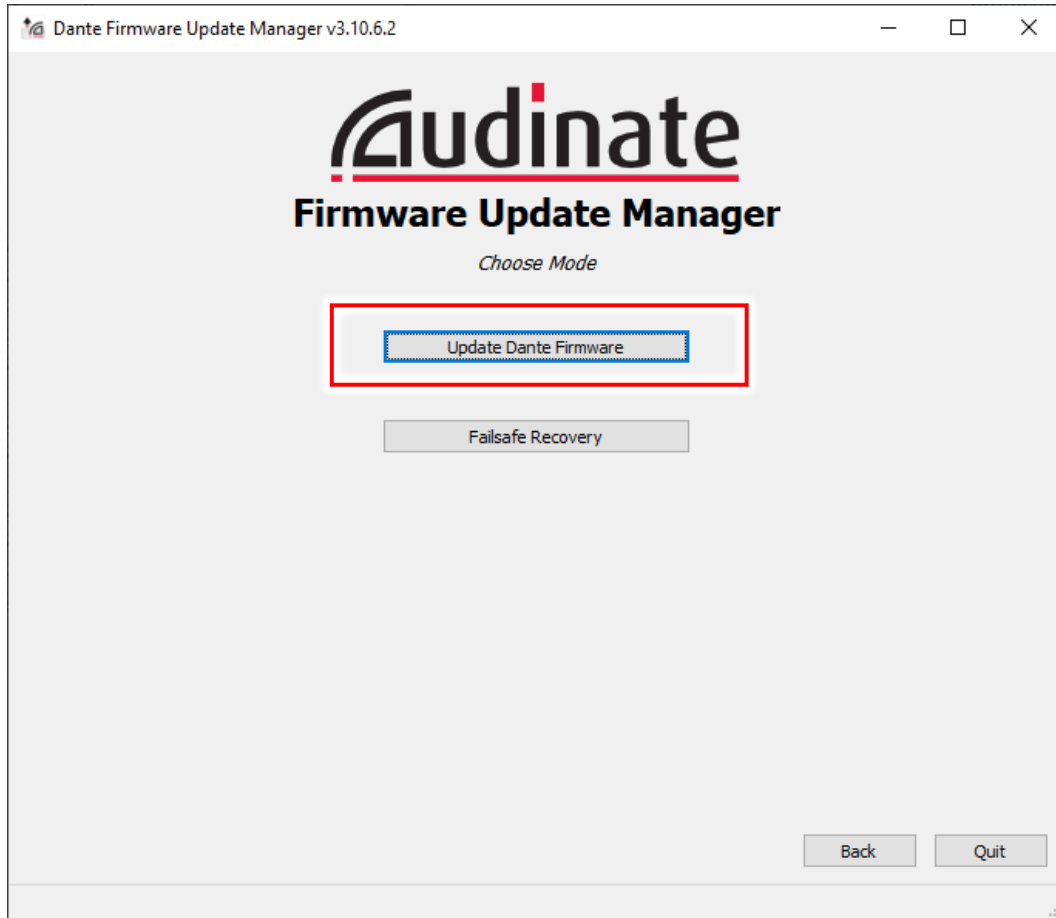 Dante Firmware Update Manager v3.10.6.2
Audinate
Firmware Update Manager
Choose Mode
Update Dante Firmware
Failsafe Recovery
Back Quit